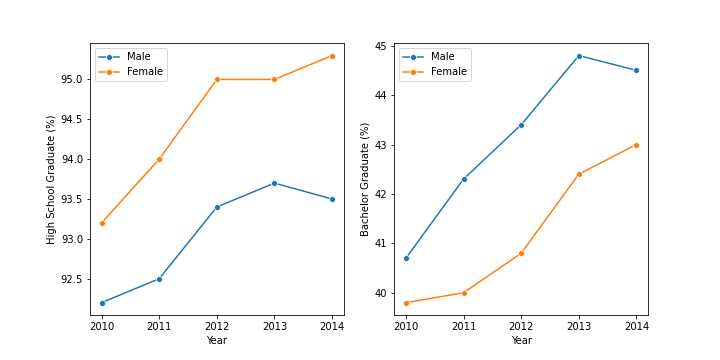 Male
Female
95.0
94.5
94.0
93.5
93.0
92.5
High School Graduate (%)
2010 2011 2012 2013 2014
Year
Male
Female
45
44
43
42
41
40
Bachelor Graduate (%)
2010 2011 2012 2013 2014
Year